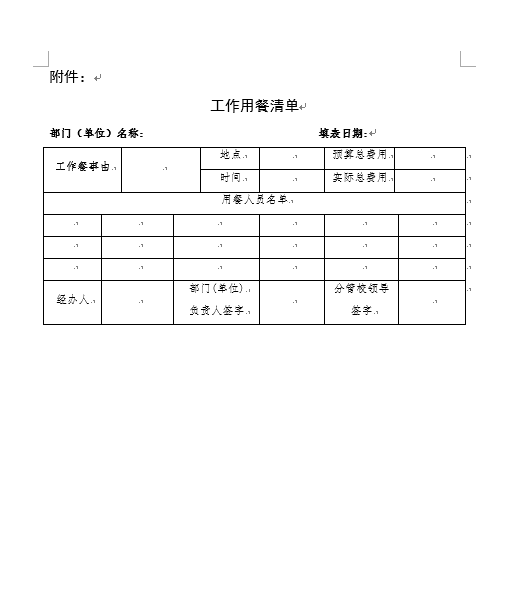 附件：
工作用餐清单
部门（单位）名称： 填表日期：
工作餐事由 地点 预算总费用
时间 实际总费用
用餐人员名单
经办人 部门(单位) 负责人签字 分管校领导 签字